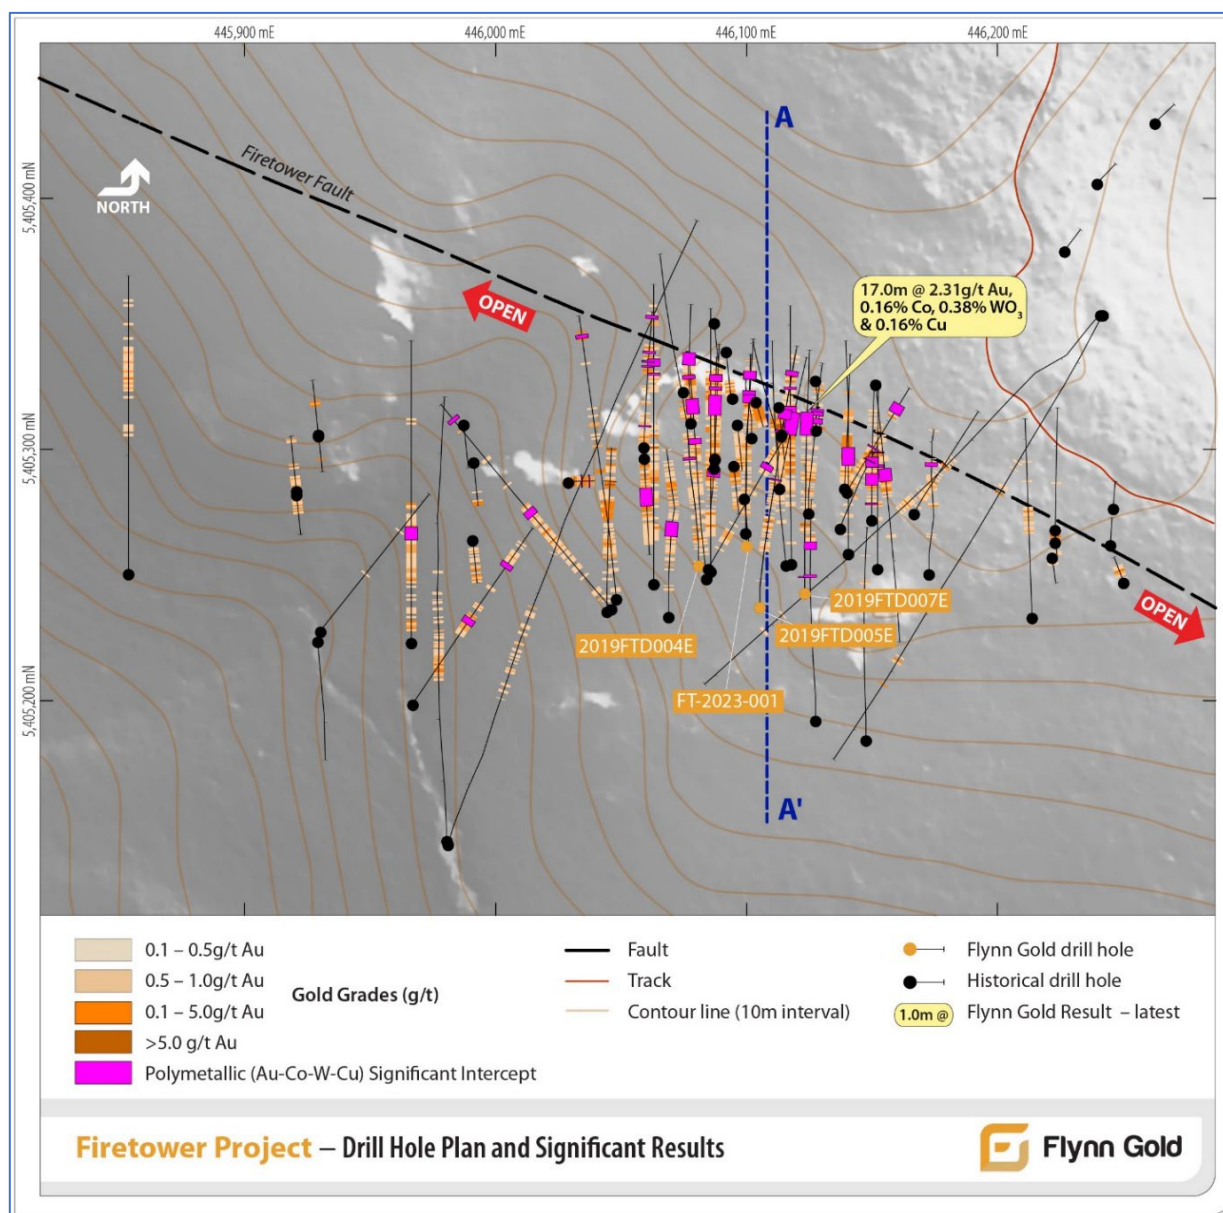 445,900 mE
446,000 mE
446,100 mE
446,200 mE
5,405,400 mN
5,405,300 mN
5,405,200 mN
Firetower Fault
NORTH
OPEN
A
17.0m @ 2.31g/t Au,
0.16% Co, 0.38% WO₃
& 0.16% Cu
2019FTD007E
2019FTD005E
2019FTD004E
FT-2023-001
OPEN
A'
0.1 – 0.5g/t Au
0.5 – 1.0g/t Au
0.1 – 5.0g/t Au
>5.0 g/t Au
Polymetallic (Au-Co-W-Cu) Significant Intercept
Gold Grades (g/t)
Fault
Track
Contour line (10m interval)
Flynn Gold drill hole
Historical drill hole
1.0m @ Flynn Gold Result – latest
Firetower Project – Drill Hole Plan and Significant Results
Flynn Gold